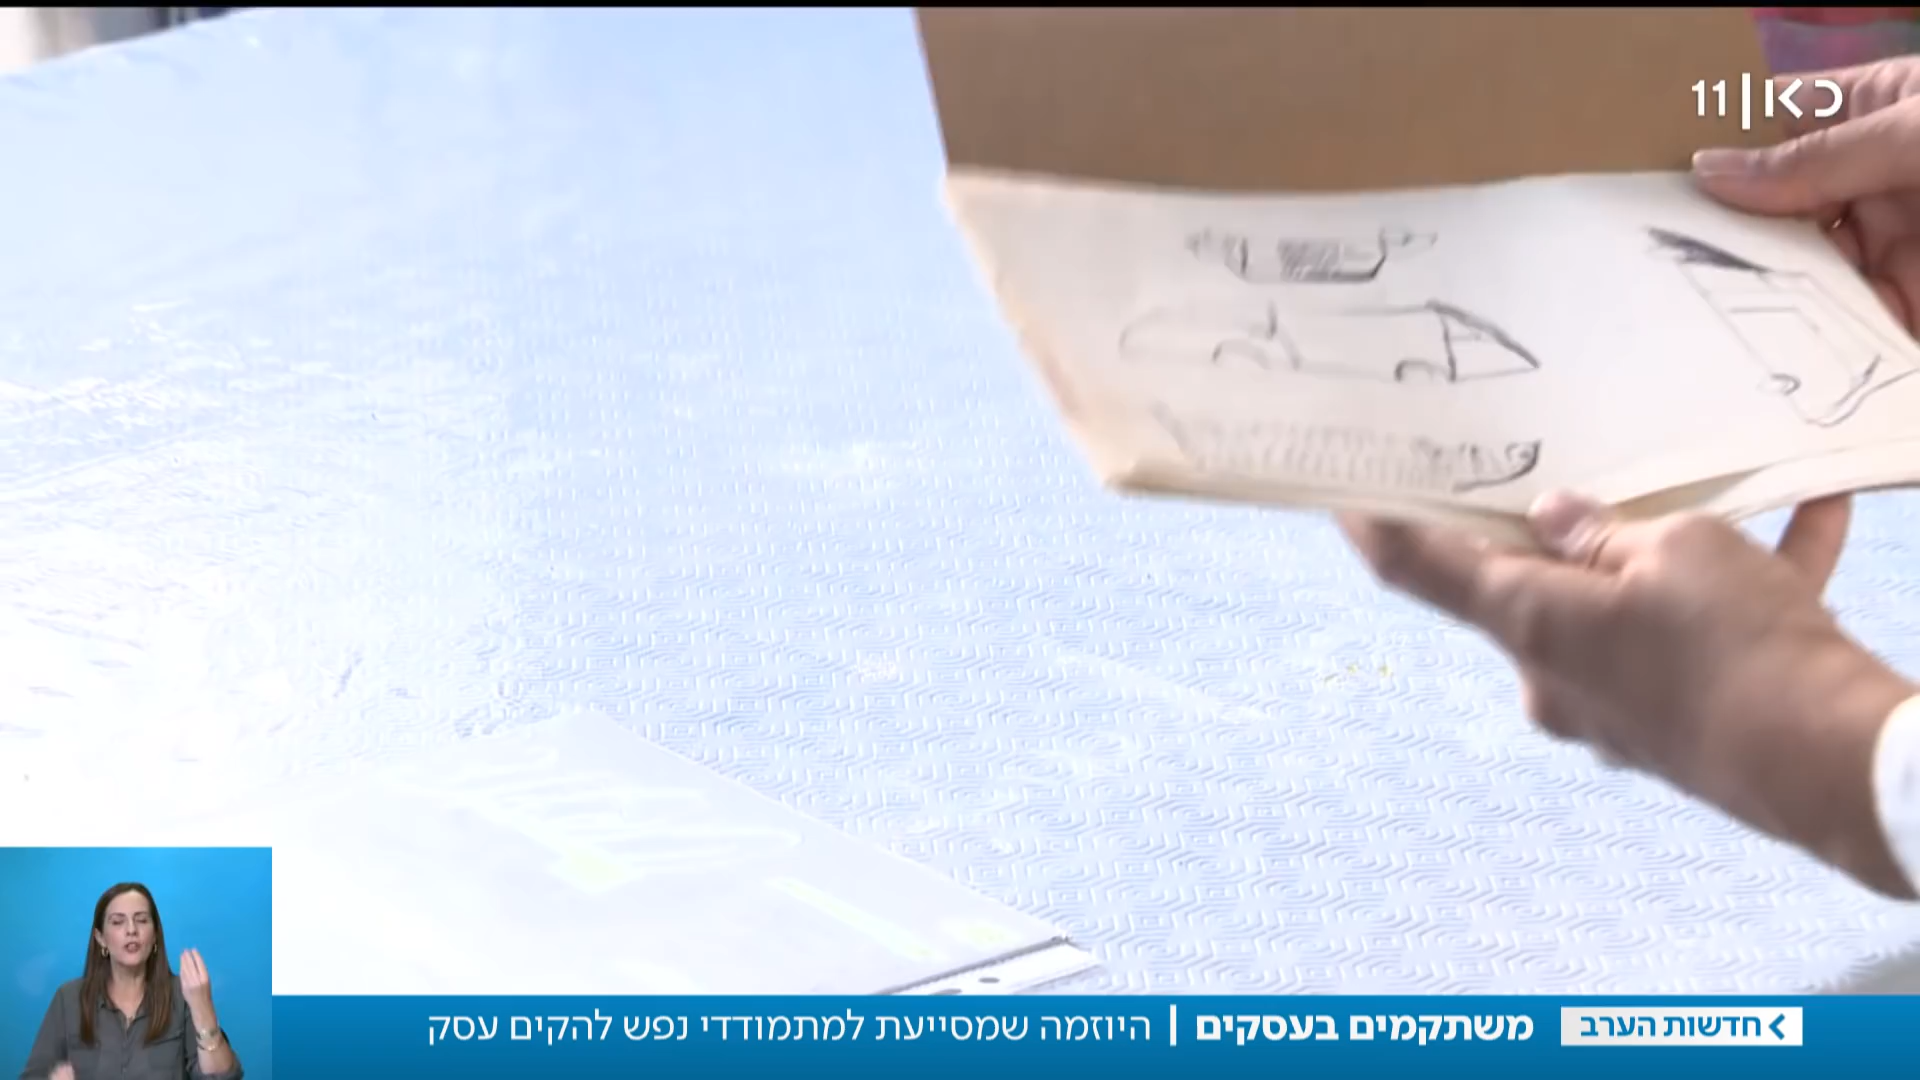 כאן | 11
חדשות הערב
משתקמים בעסקים | היוזמה שמסייעת למתמודדי נפש להקים עסק